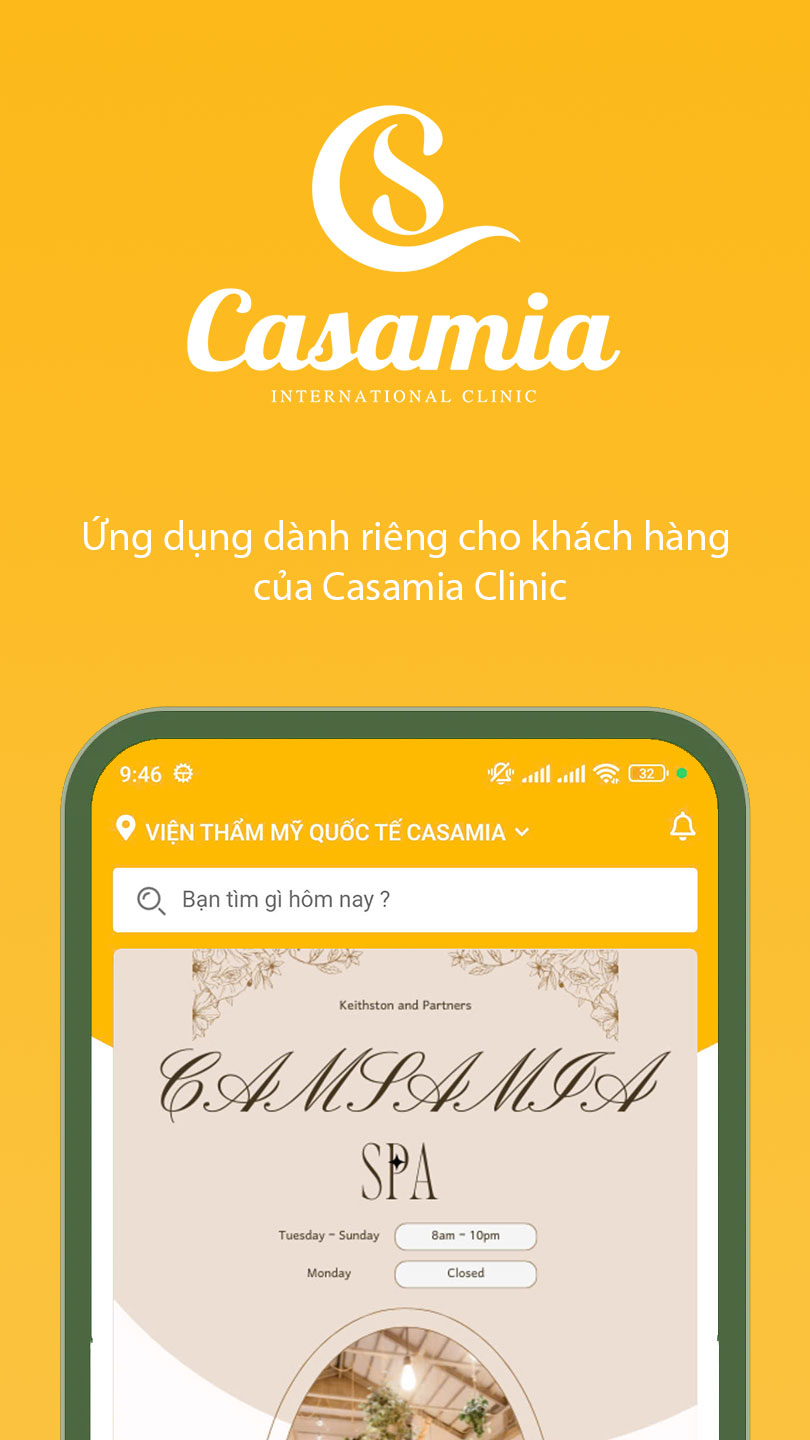 CS
Casamia
INTERNATIONAL CLINIC
Ứng dụng dành riêng cho khách hàng
của Casamia Clinic
9:46
32
VIỆN THẨM MỸ QUỐC TẾ CASAMIA
Bạn tìm gì hôm nay ?
Keithston and Partners
CAMSAMIA
SPA
Tuesday - Sunday 8am - 10pm
Monday Closed